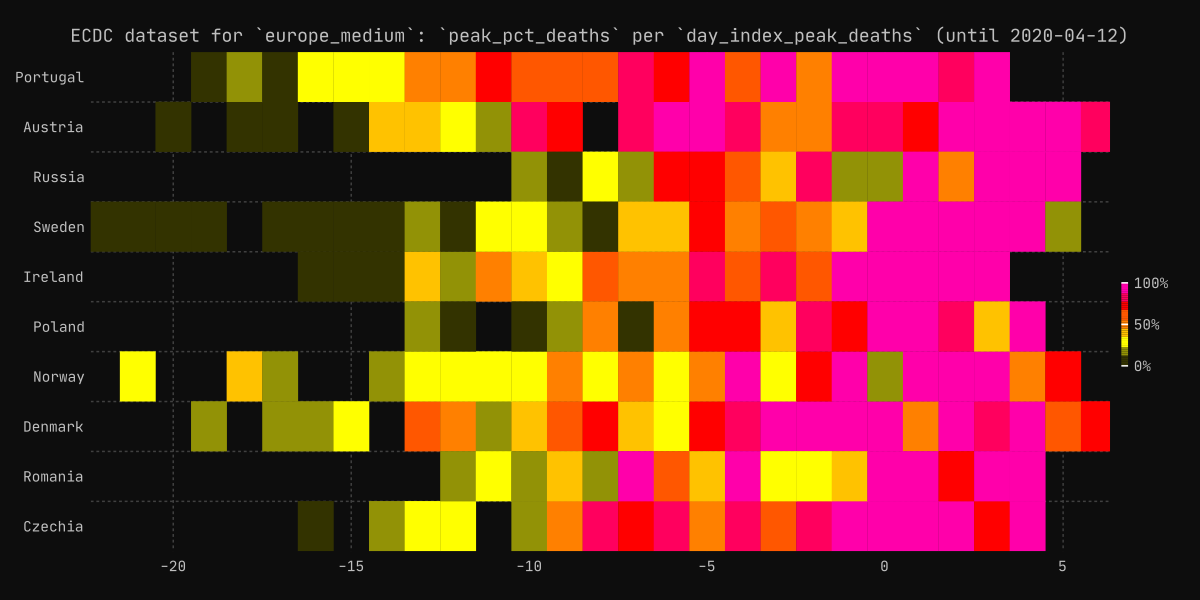 ECDC dataset for `europe_medium`: `peak_pct_deaths` per `day_index_peak_deaths` (until 2020-04-12)
Portugal
Austria
Russia
Sweden
Ireland
Poland
Norway
Denmark
Romania
Czechia
100%
50%
0%
-20 -15 -10 -5 0 5